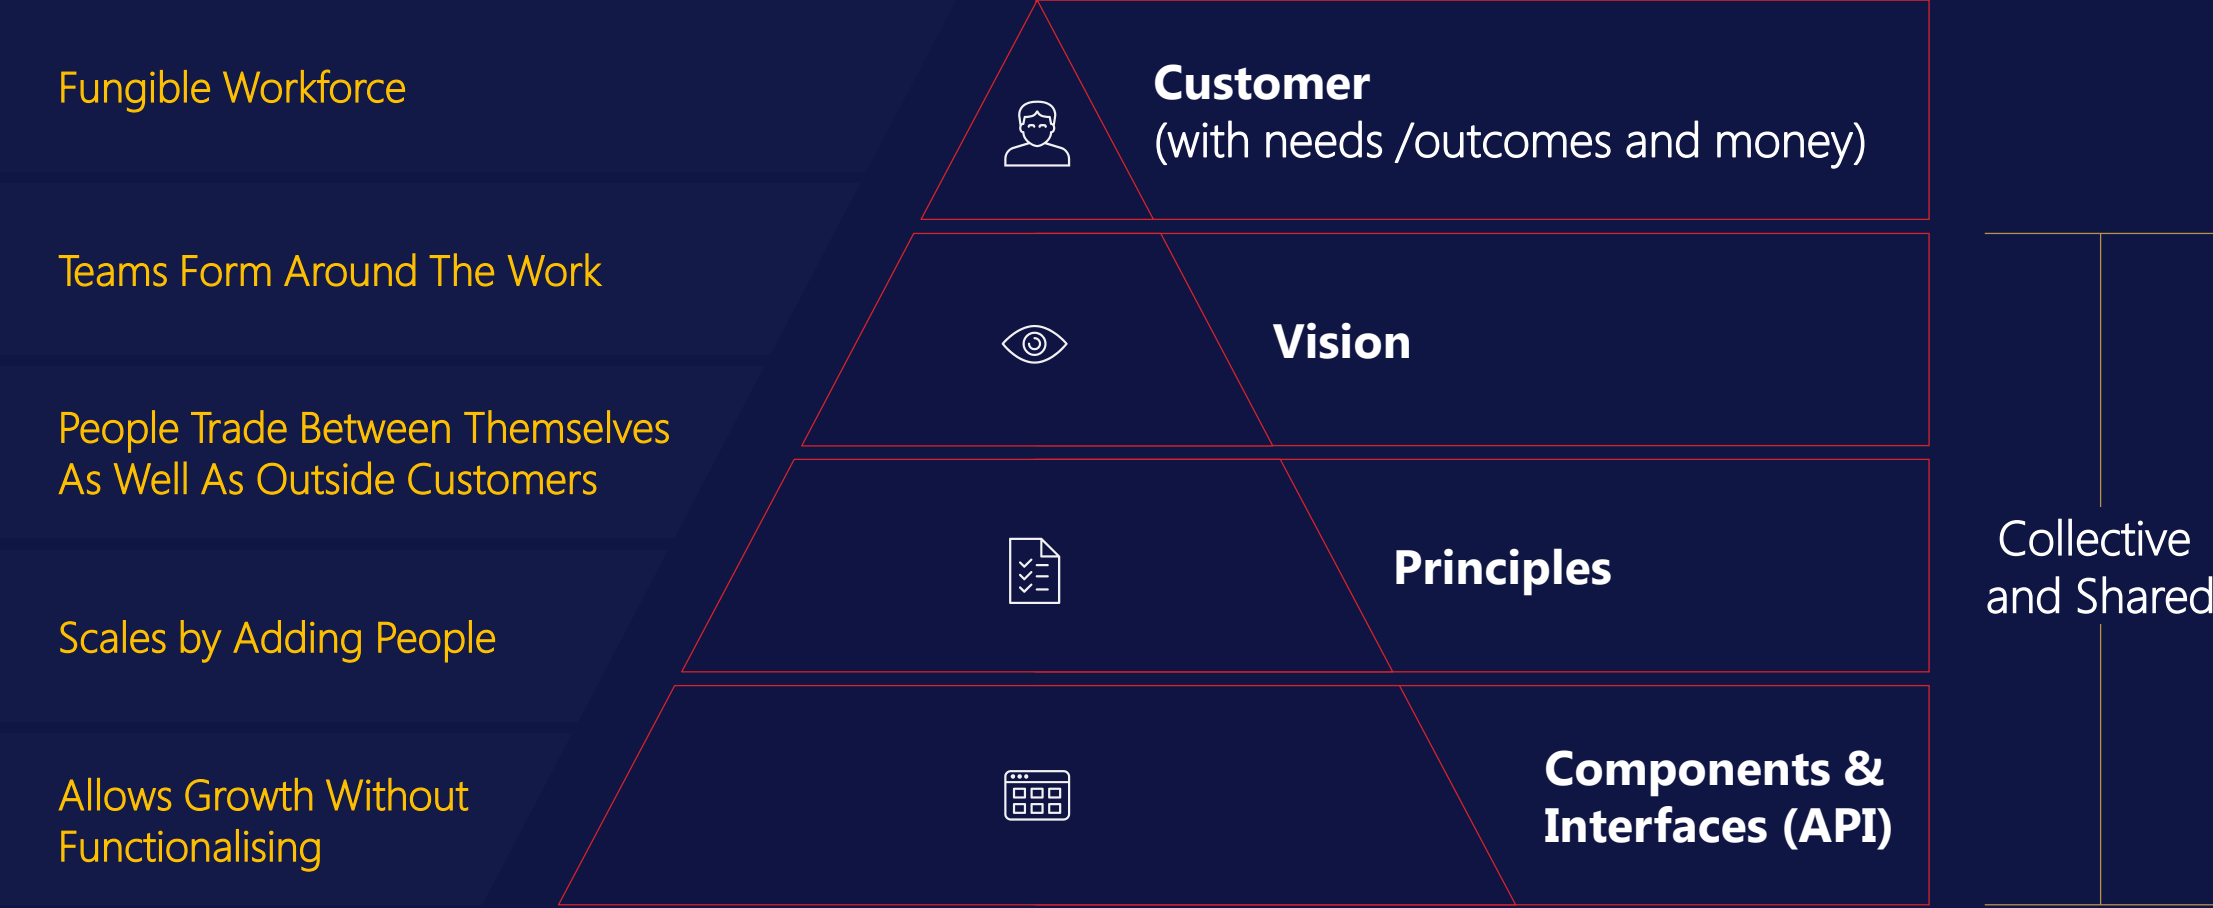 Fungible Workforce
Teams Form Around The Work
People Trade Between Themselves
As Well As Outside Customers
Scales by Adding People
Allows Growth Without
Functionalising
Customer
(with needs /outcomes and money)
Vision
Principles
Components &
Interfaces (API)
Collective
and Shared